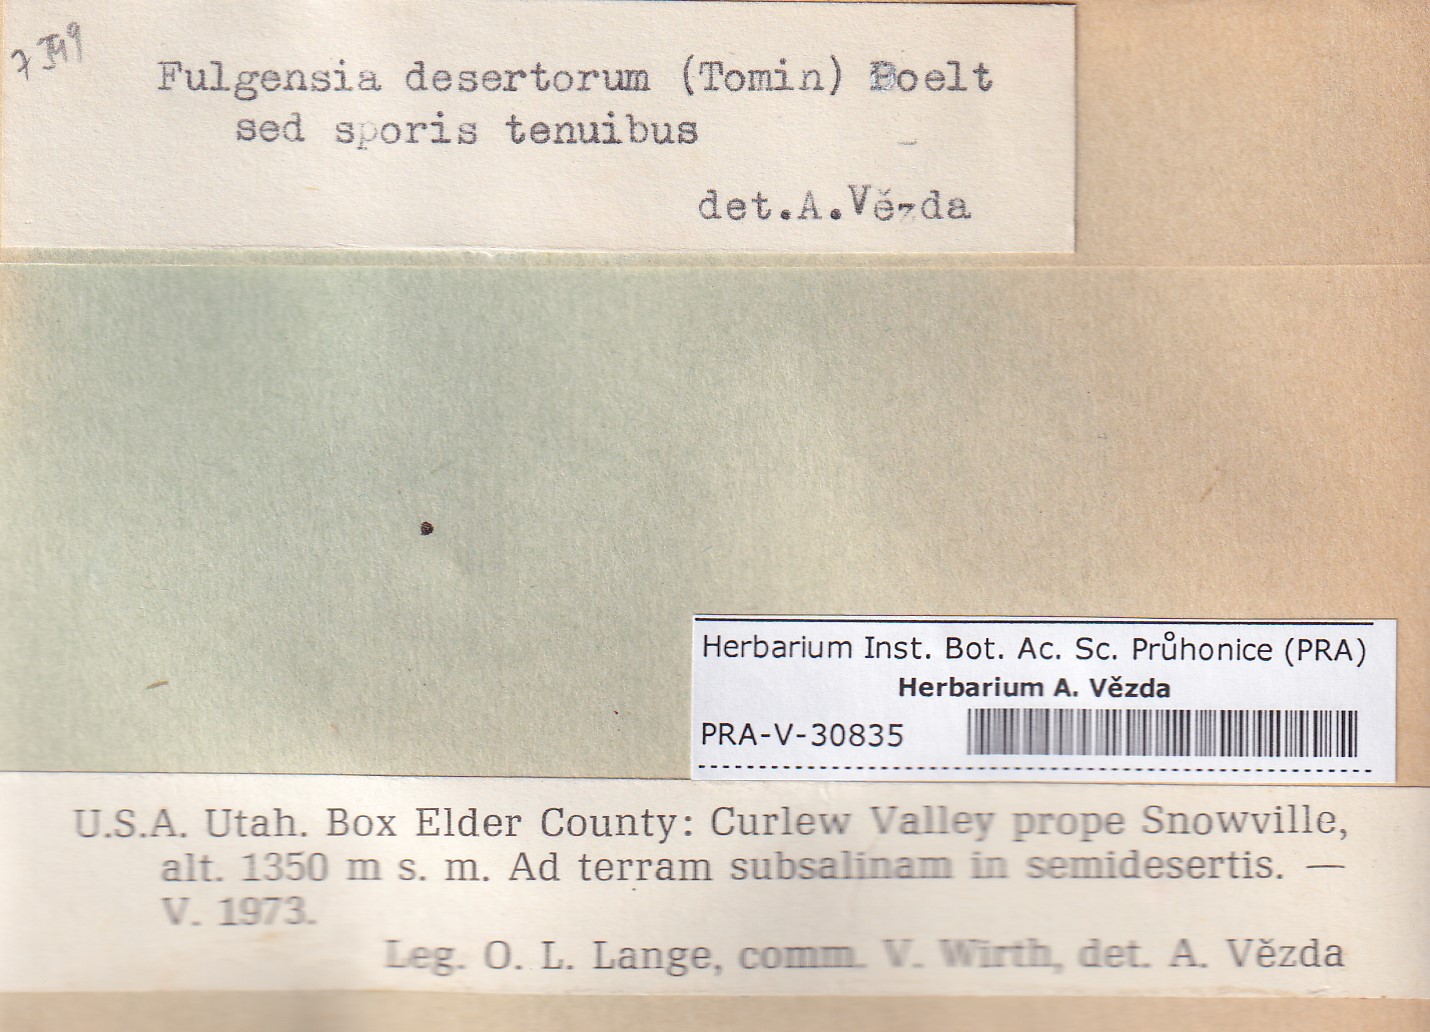 Fulgensia desertorum (Tomin) Poelt
sed sporis tenuibus
det.A.Vězda
Herbarium Inst. Bot. Ac. Sc. Průhonice (PRA)
Herbarium A. Vězda
PRA-V-30835
U.S.A. Utah. Box Elder County: Curlew Valley prope Snowville,
alt. 1350 m s. m. Ad terram subsalinam in semidesertis. —
V. 1973.
Leg. O. L. Lange, comm. V. Wirth, det. A. Vězda